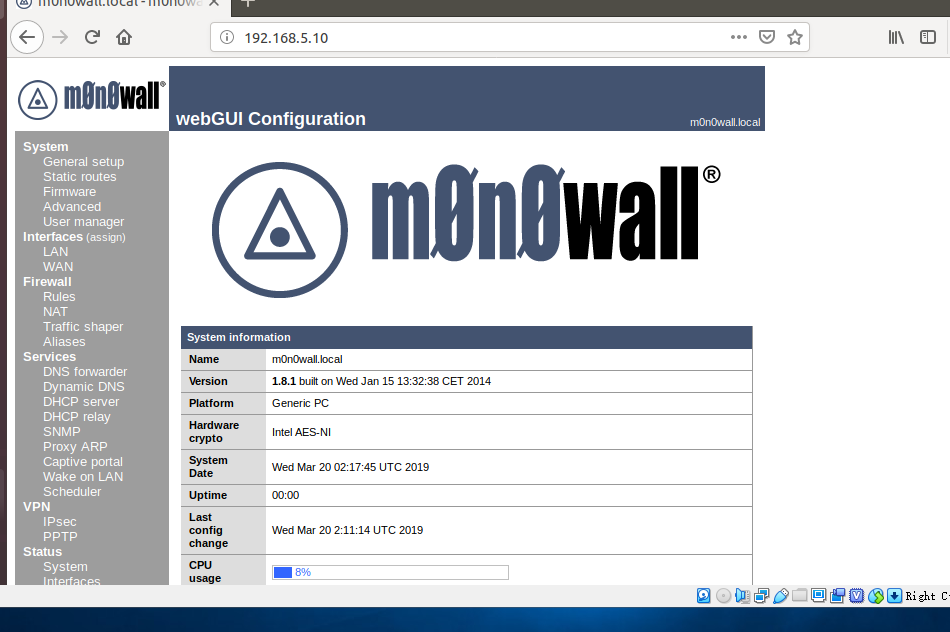 m0n0wall.local - m0n0wa
192.168.5.10
m0n0wall®
webGUI Configuration
m0n0wall.local
System
General setup
Static routes
Firmware
Advanced
User manager
Interfaces (assign)
LAN
WAN
Firewall
Rules
NAT
Traffic shaper
Aliases
Services
DNS forwarder
Dynamic DNS
DHCP server
DHCP relay
SNMP
Proxy ARP
Captive portal
Wake on LAN
Scheduler
VPN
IPsec
PPTP
Status
System
Interfaces
mØnØwall®
System information
Name m0n0wall.local
Version 1.8.1 built on Wed Jan 15 13:32:38 CET 2014
Platform Generic PC
Hardware
crypto Intel AES-NI
System
Date Wed Mar 20 02:17:45 UTC 2019
Uptime 00:00
Last
config
change Wed Mar 20 2:11:14 UTC 2019
CPU
usage 8%
Right C